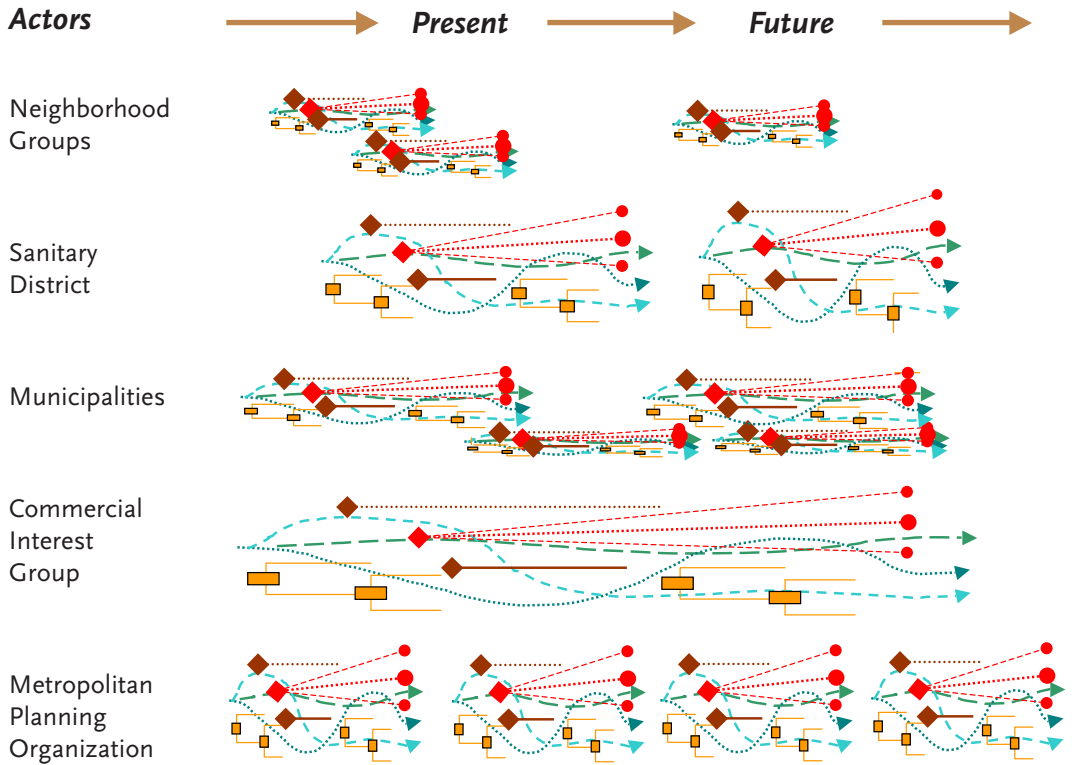 Actors Present Future
Neighborhood
Groups
Sanitary
District
Municipalities
Commercial
Interest
Group
Metropolitan
Planning
Organization